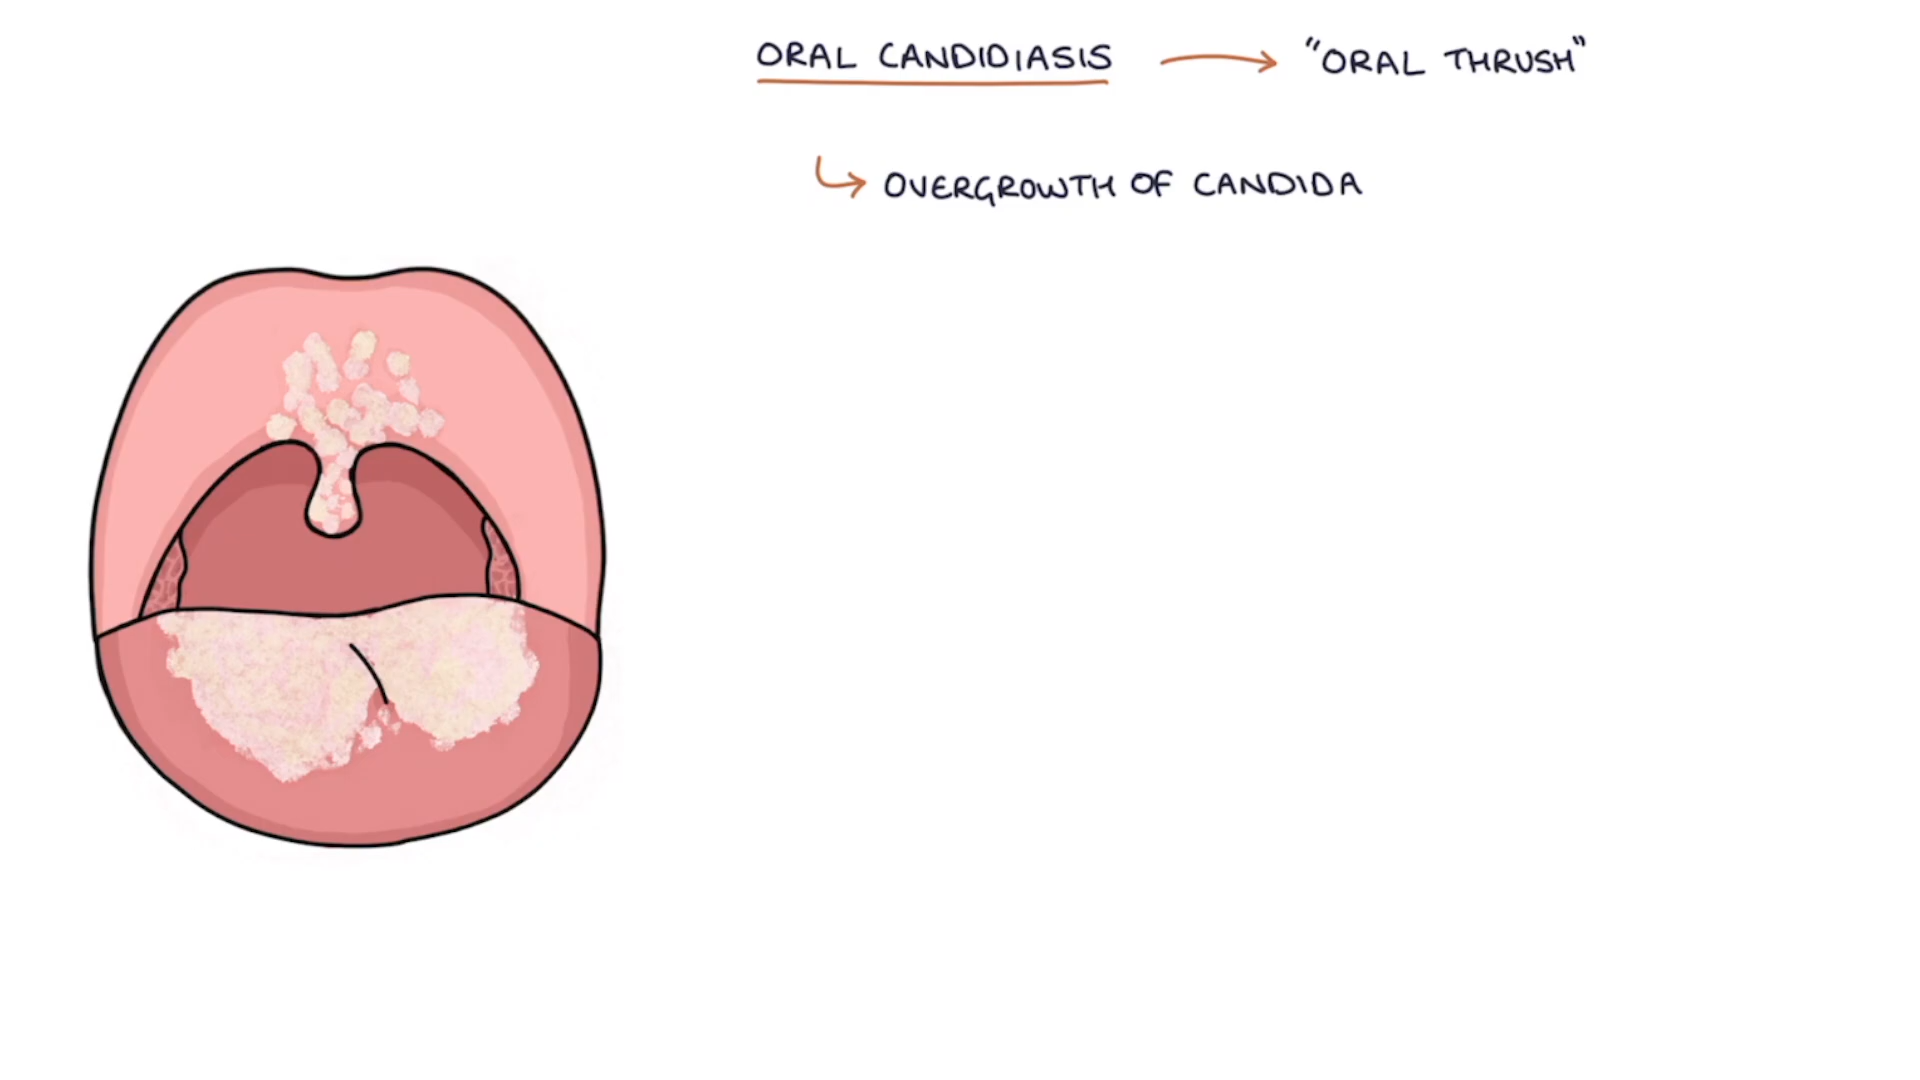 ORAL CANDIDIASIS → "ORAL THRUSH"
↳ OVERGROWTH OF CANDIDA